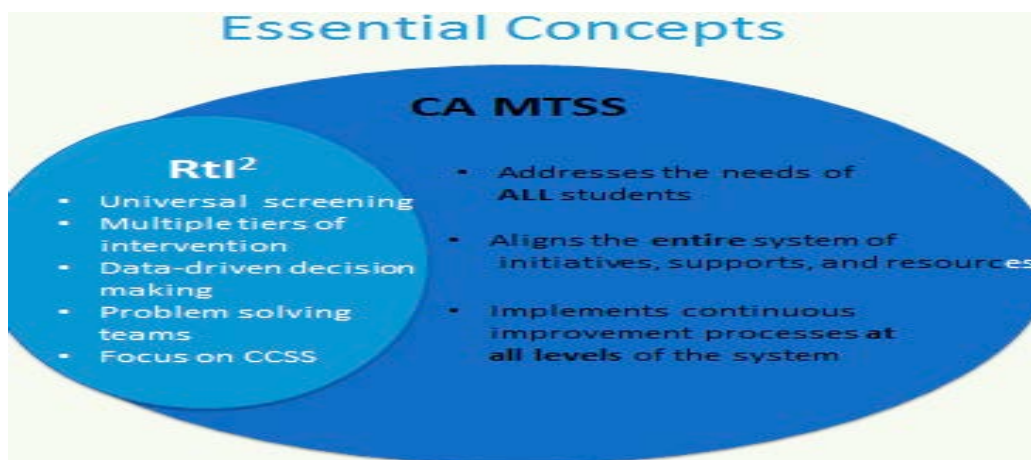 Essential Concepts
CA MTSS
RtI²
• Universal screening
• Multiple tiers of
intervention
• Data-driven decision
making
• Problem solving
teams
• Focus on CCSS
• Addresses the needs of
ALL students
• Aligns the entire system of
initiatives, supports, and resources
• Implements continuous
improvement processes at
all levels of the system